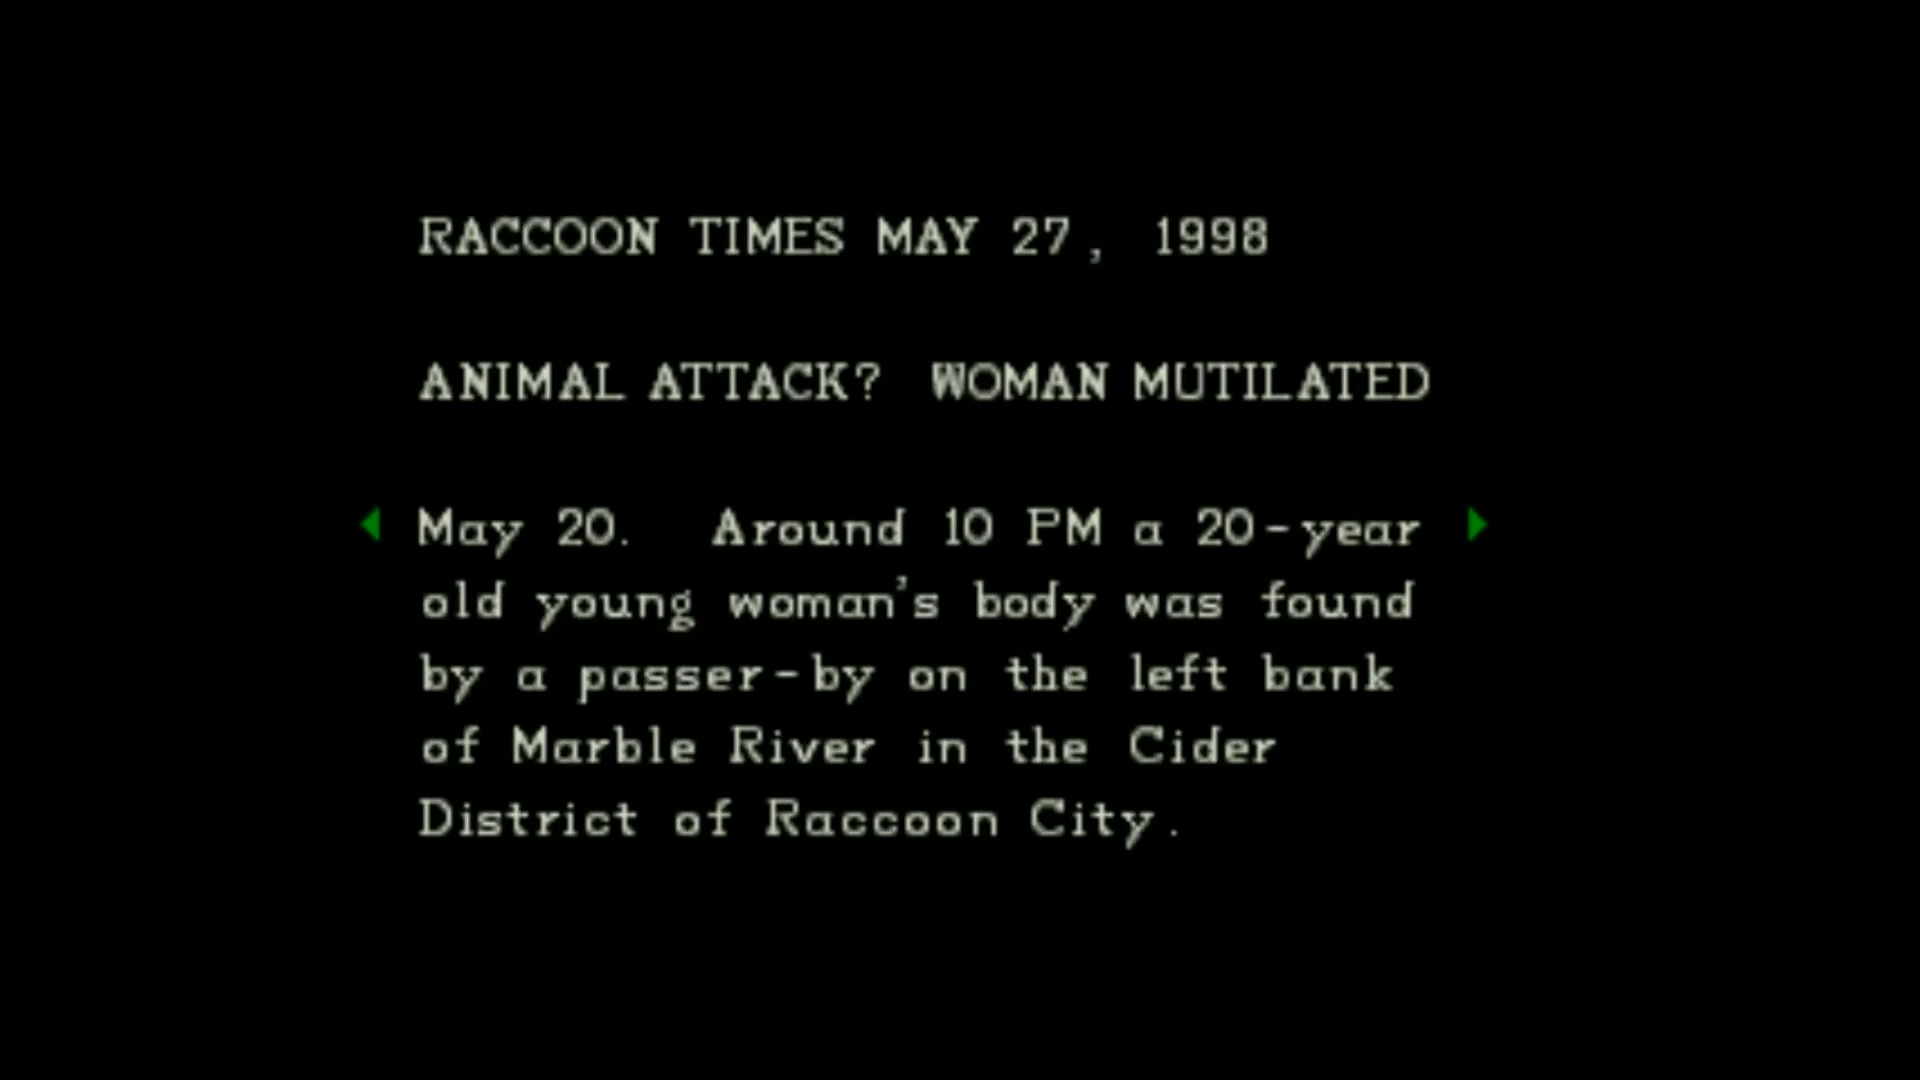 RACCOON TIMES MAY 27, 1998
ANIMAL ATTACK? WOMAN MUTILATED
May 20. Around 10 PM a 20-year
old young woman's body was found
by a passer-by on the left bank
of Marble River in the Cider
District of Raccoon City.